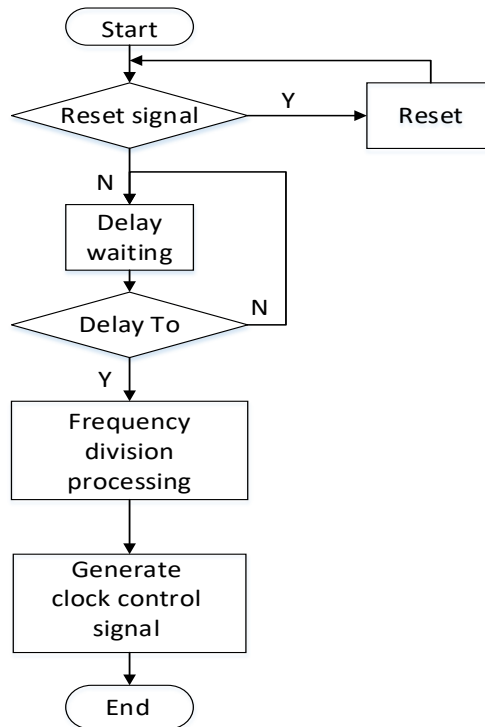 Start
Reset signal
Y
Reset
N
Delay
waiting
Delay To
N
Y
Frequency
division
processing
Generate
clock control
signal
End